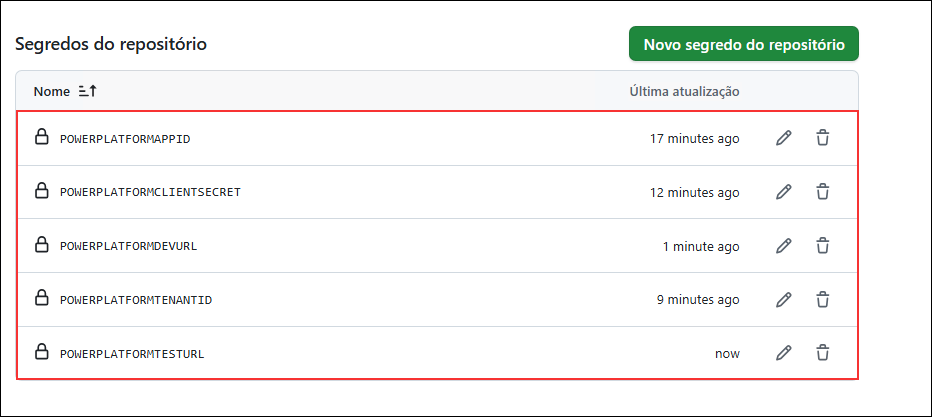 Segredos do repositório
Novo segredo do repositório
Nome
Última atualização
POWERPLATFORMAPPID 17 minutes ago
POWERPLATFORMCLIENTSECRET 12 minutes ago
POWERPLATFORMDEVURL 1 minute ago
POWERPLATFORMTENANTID 9 minutes ago
POWERPLATFORMTESTURL now